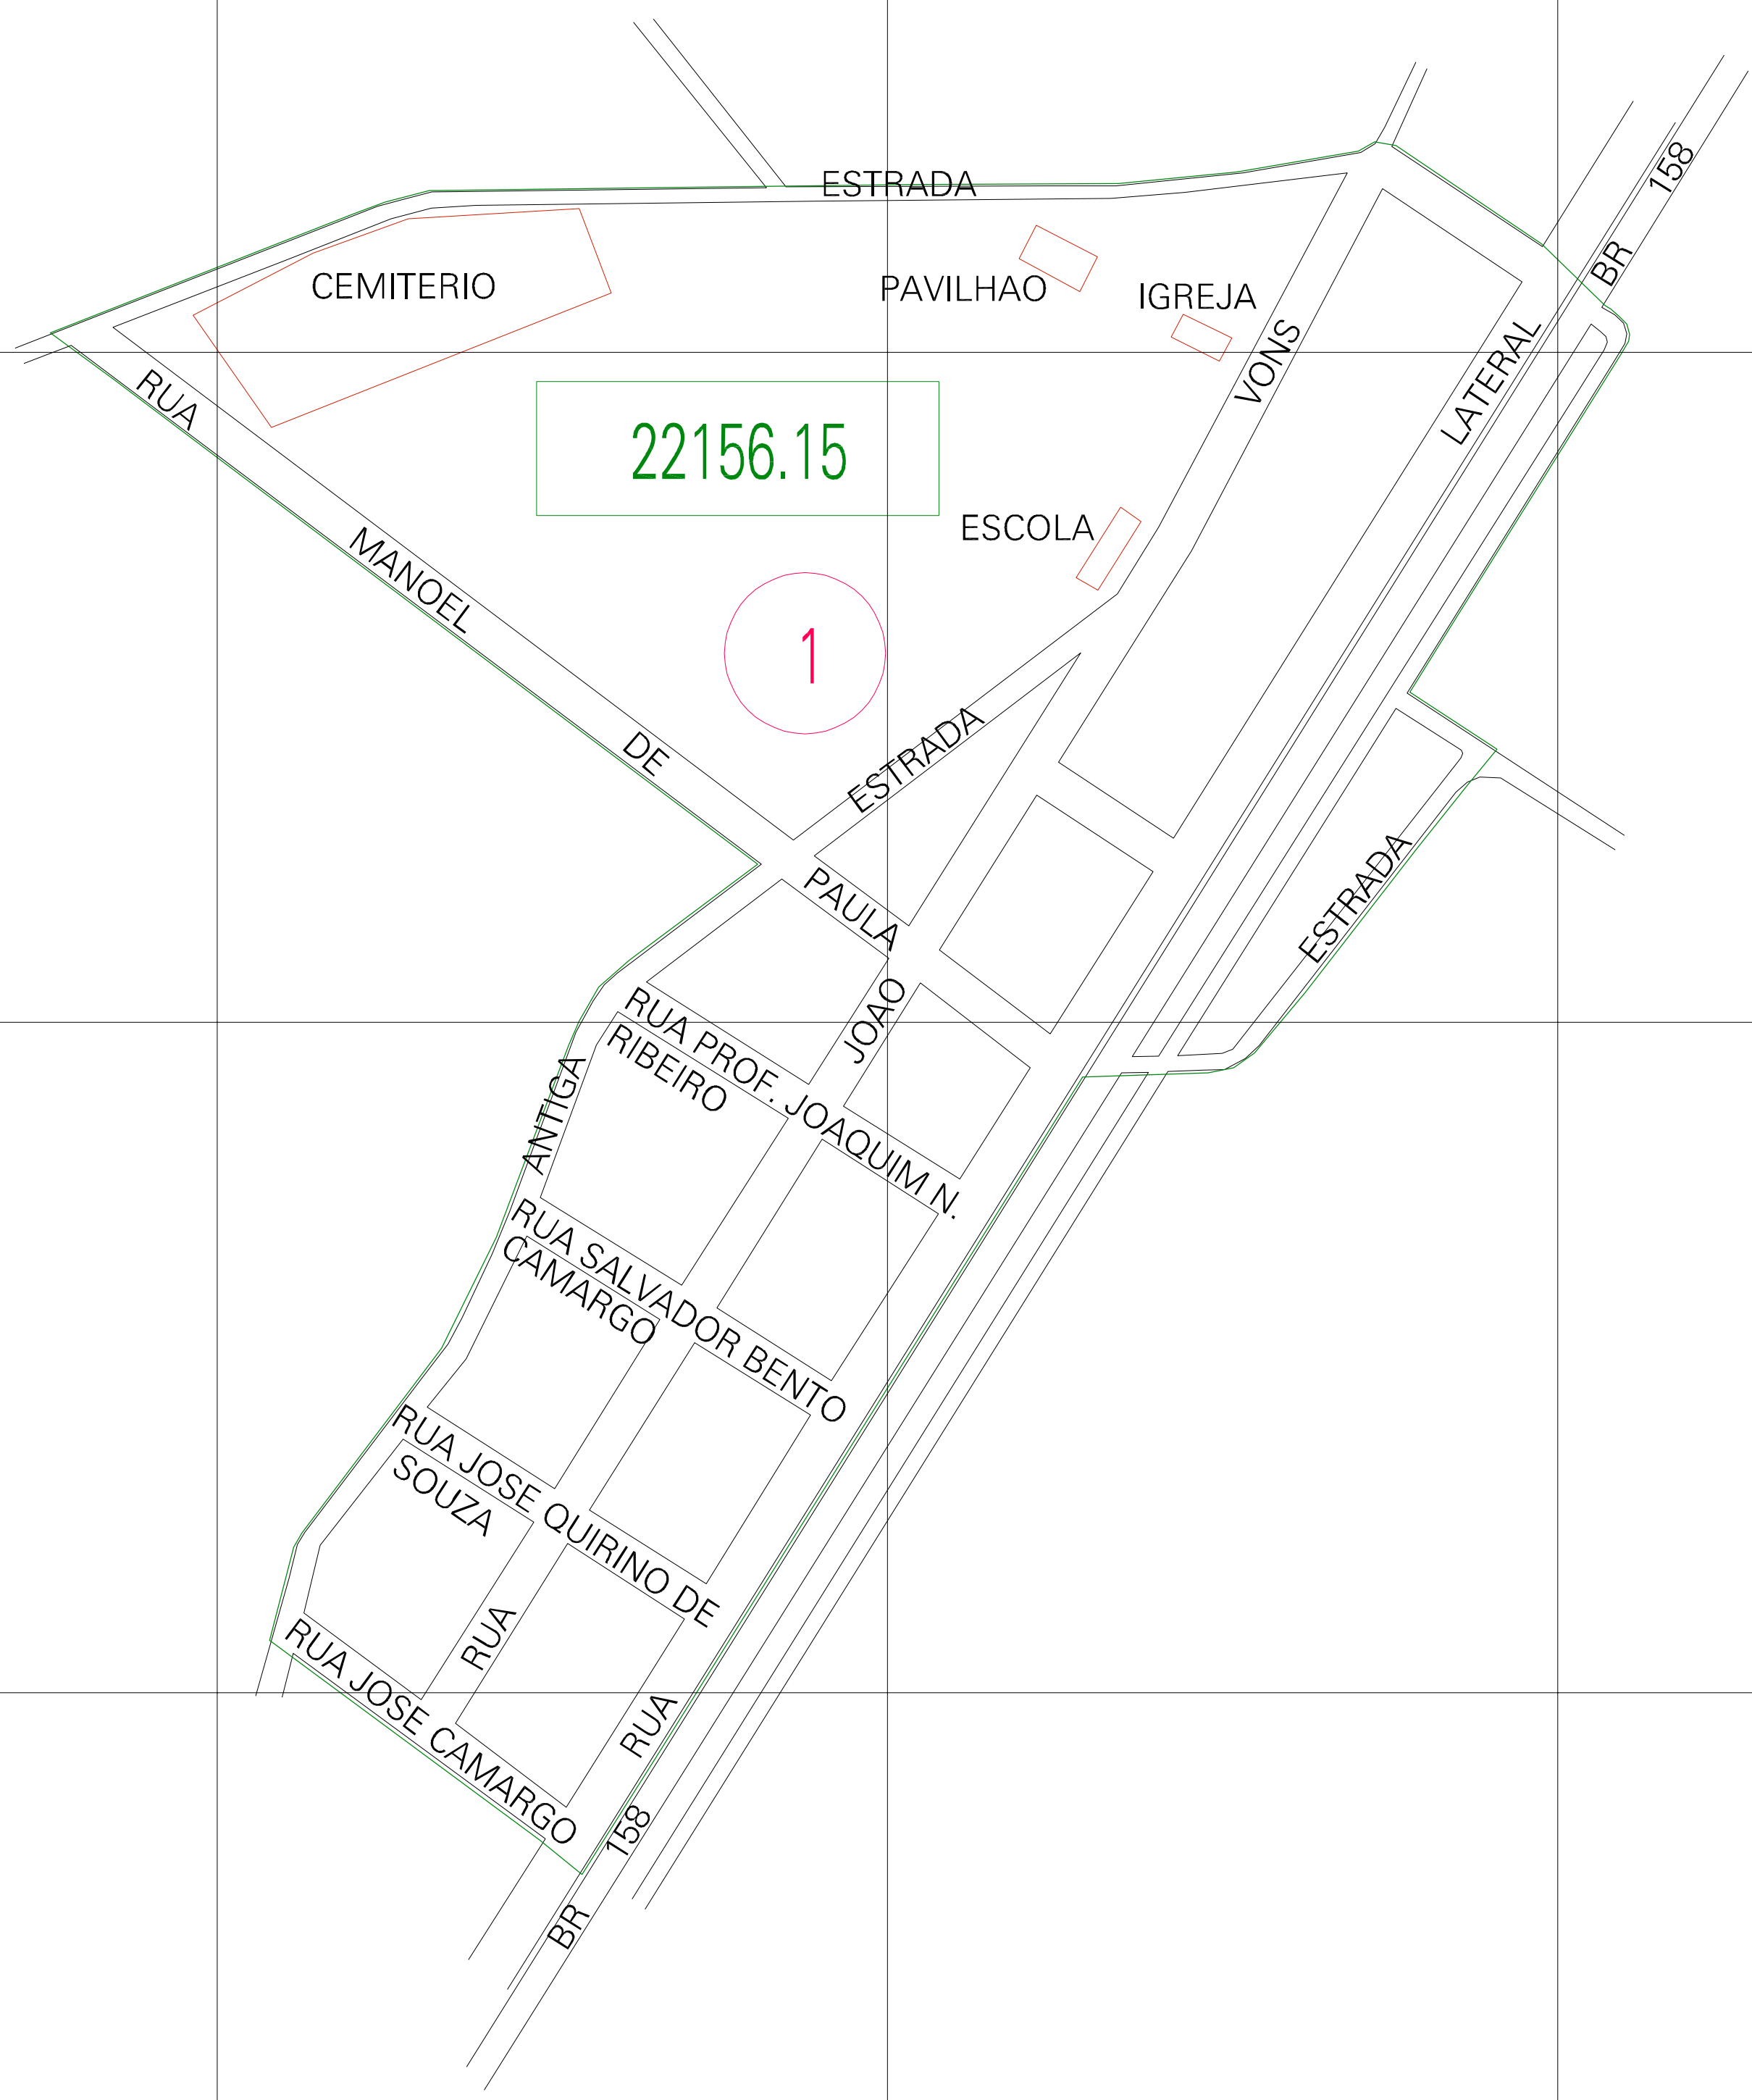 158
ESTRADA
BR
CEMITERIO
PAVILHAO
IGREJA
VONS
LATERAL
RUA
22156.15
ESCOLA
MANOEL
1
DE
ESTRADA
ESTRADA
PAULA
JOAO
RUA PROF. JOAQUIM N.
RIBEIRO
ANTIGA
RUA SALVADOR BENTO
CAMARGO
RUA JOSE QUIRINO DE
SOUZA
RUA
RUA JOSE CAMARGO
RUA
158
BR